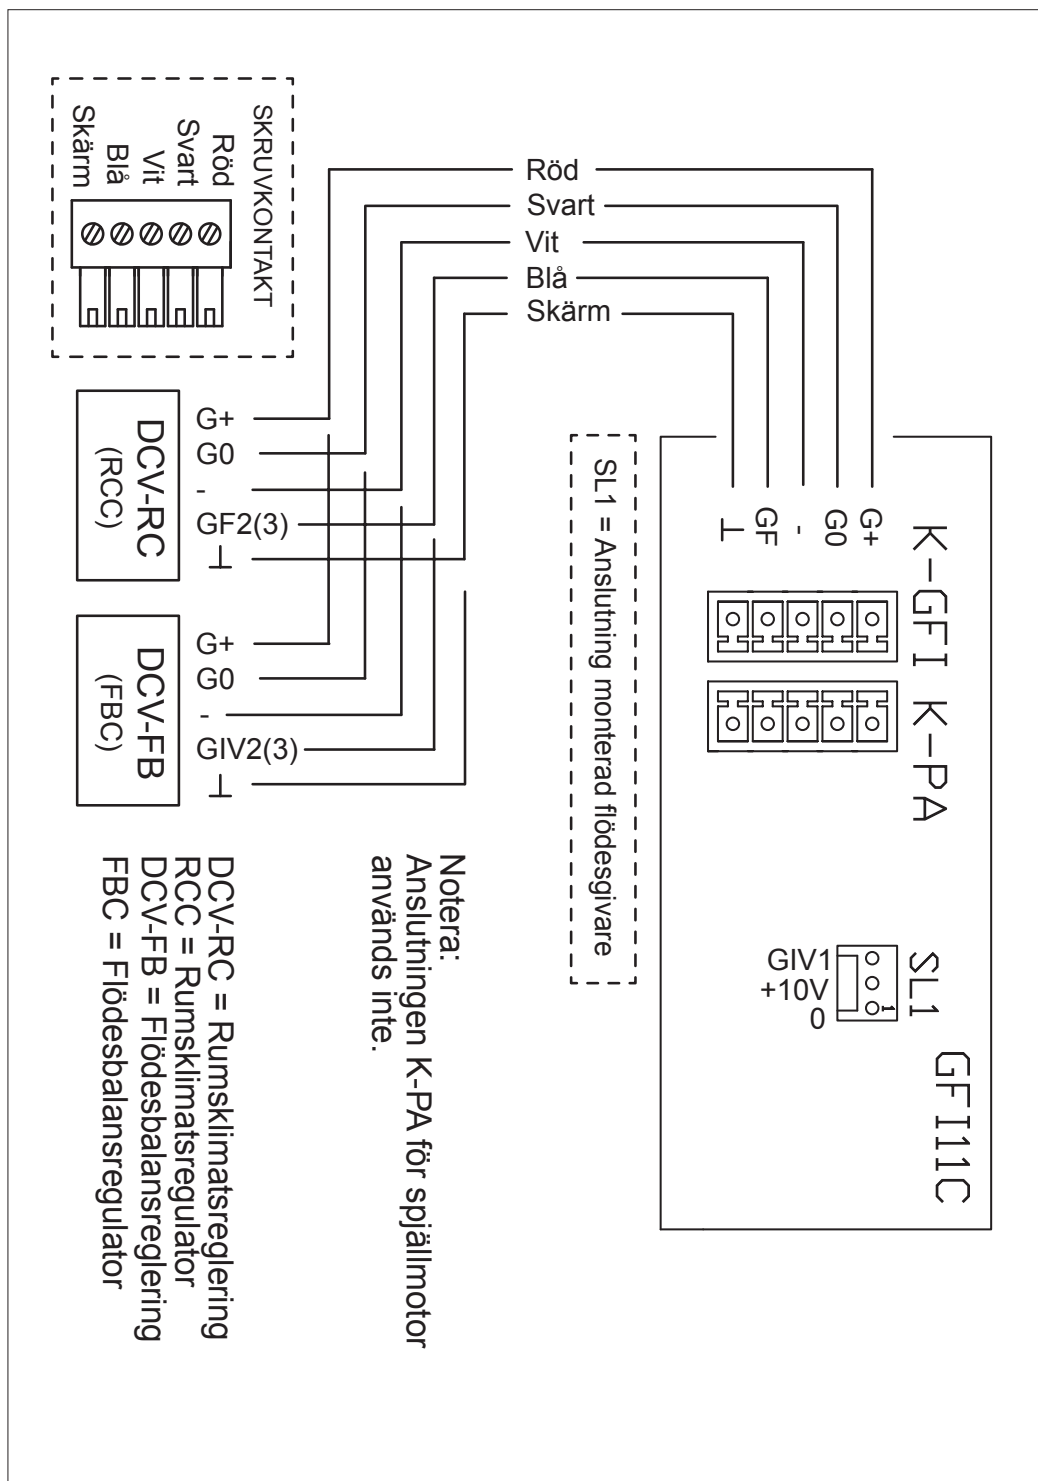 SKRUVKONTAKT
Röd
Svart
Vit
Blå
Skärm
Röd
Svart
Vit
Blå
Skärm
DCV-RC
(RCC)
G+
G0
-
GF2(3)
⊥
DCV-FB
(FBC)
G+
G0
-
GIV2(3)
⊥
SL1 = Anslutning monterad flödesgivare
G+
G0
-
GF
⊥
K-GFI
K-PA
SL1
GIV1
+10V
0
1
GFI11C
Notera:
Anslutningen K-PA för spjällmotor
används inte.
DCV-RC = Rumsklimatsreglering
RCC = Rumsklimatsregulator
DCV-FB = Flödesbalansreglering
FBC = Flödesbalansregulator